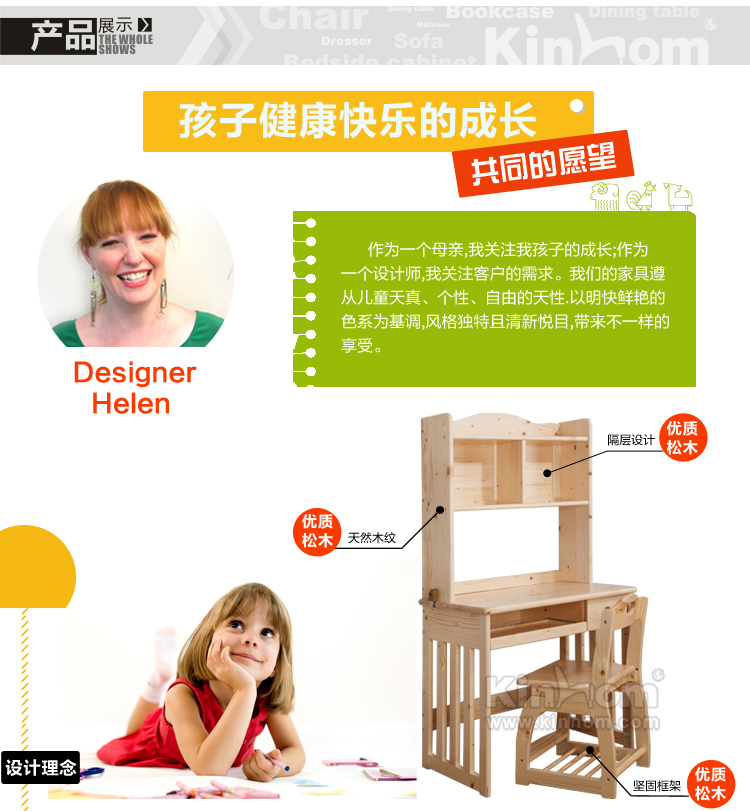 产品
展示
THE WHOLE
SHOWS
Chair
Dining table
Bookcase
Dining table
Mattress
Dresser
Sofa
Bedside cabinet
Kinhom
孩子健康快乐的成长
共同的愿望
作为一个母亲,我关注我孩子的成长;作为
一个设计师,我关注客户的需求。我们的家具遵
从儿童天真、个性、自由的天性.以明快鲜艳的
色系为基调,风格独特且清新悦目,带来不一样的
享受。
Designer
Helen
隔层设计
优质
松木
优质
松木
天然木纹
Kinhom
www.kinhom.com
设计理念
坚固框架
优质
松木